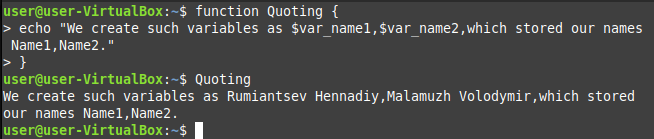 user@user-VirtualBox:~$ function Quoting {
> echo "We create such variables as $var_name1,$var_name2,which stored our names
 Name1,Name2."
> }
user@user-VirtualBox:~$ Quoting
We create such variables as Rumiantsev Hennadiy,Malamuzh Volodymir,which stored
our names Name1,Name2.
user@user-VirtualBox:~$